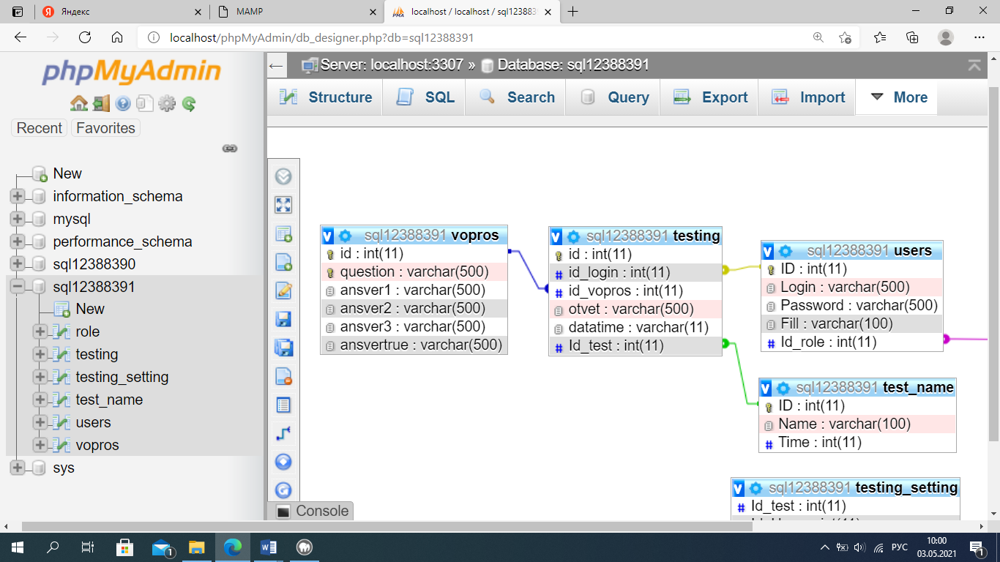 Яндекс
MAMP
localhost / localhost / sql12388
localhost/phpMyAdmin/db_designer.php?db=sql12388391
phpMyAdmin
Recent Favorites
New
information_schema
mysql
performance_schema
sql12388390
sql12388391
New
role
testing
testing_setting
test_name
users
vopros
sys
Server: localhost:3307 » Database: sql12388391
Structure SQL Search Query Export Import More
sql12388391 vopros
id : int(11)
question : varchar(500)
ansver1 : varchar(500)
ansver2 : varchar(500)
ansver3 : varchar(500)
ansvertrue : varchar(500)
sql12388391 testing
id : int(11)
id_login : int(11)
id_vopros : int(11)
otvet : varchar(500)
datatime : varchar(11)
Id_test : int(11)
sql12388391 users
ID : int(11)
Login : varchar(500)
Password : varchar(500)
Fill : varchar(100)
Id_role : int(11)
sql12388391 test_name
ID : int(11)
Name : varchar(100)
Time : int(11)
sql12388391 testing_setting
Id_test : int(11)
Console
1
РУС
10:00
03.05.2021
1